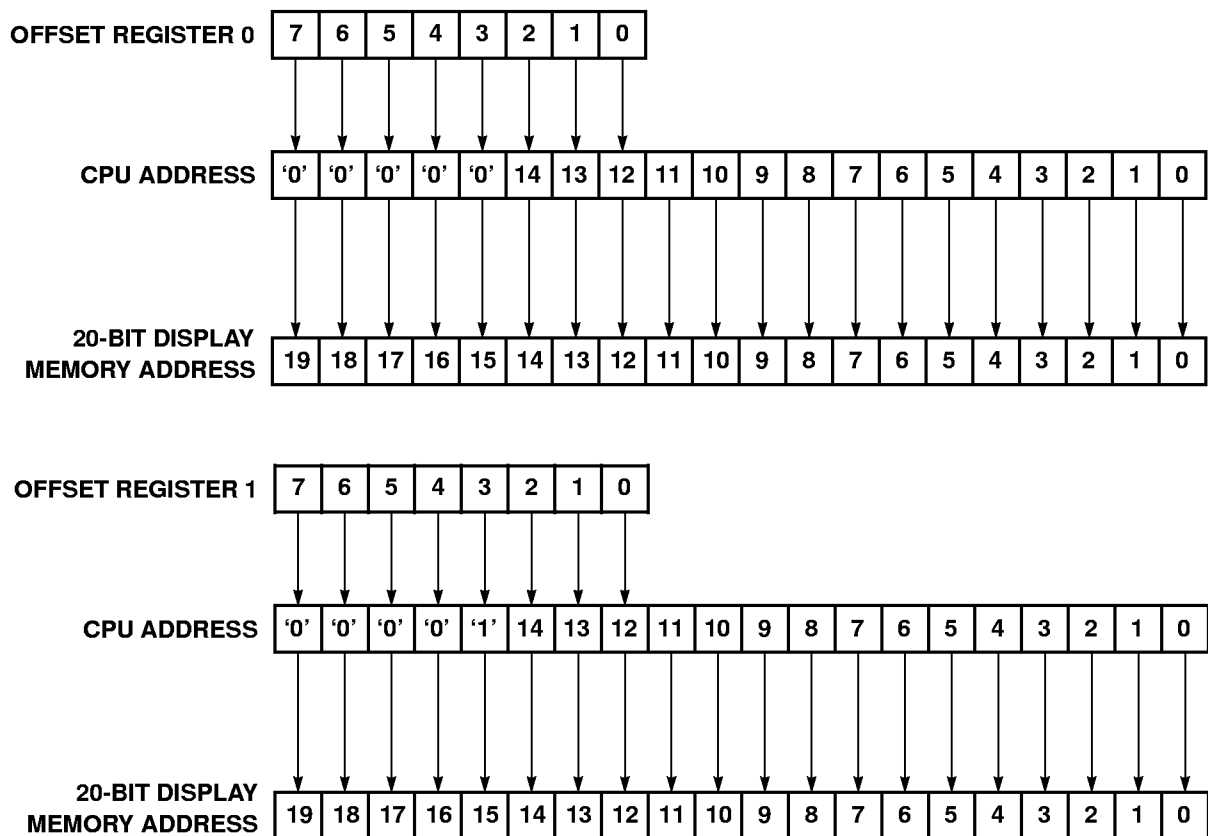 OFFSET REGISTER 0 7 6 5 4 3 2 1 0
CPU ADDRESS ‘0’ ‘0’ ‘0’ ‘0’ ‘0’ 14 13 12 11 10 9 8 7 6 5 4 3 2 1 0
20-BIT DISPLAY
MEMORY ADDRESS 19 18 17 16 15 14 13 12 11 10 9 8 7 6 5 4 3 2 1 0
OFFSET REGISTER 1 7 6 5 4 3 2 1 0
CPU ADDRESS ‘0’ ‘0’ ‘0’ ‘0’ ‘1’ 14 13 12 11 10 9 8 7 6 5 4 3 2 1 0
20-BIT DISPLAY
MEMORY ADDRESS 19 18 17 16 15 14 13 12 11 10 9 8 7 6 5 4 3 2 1 0